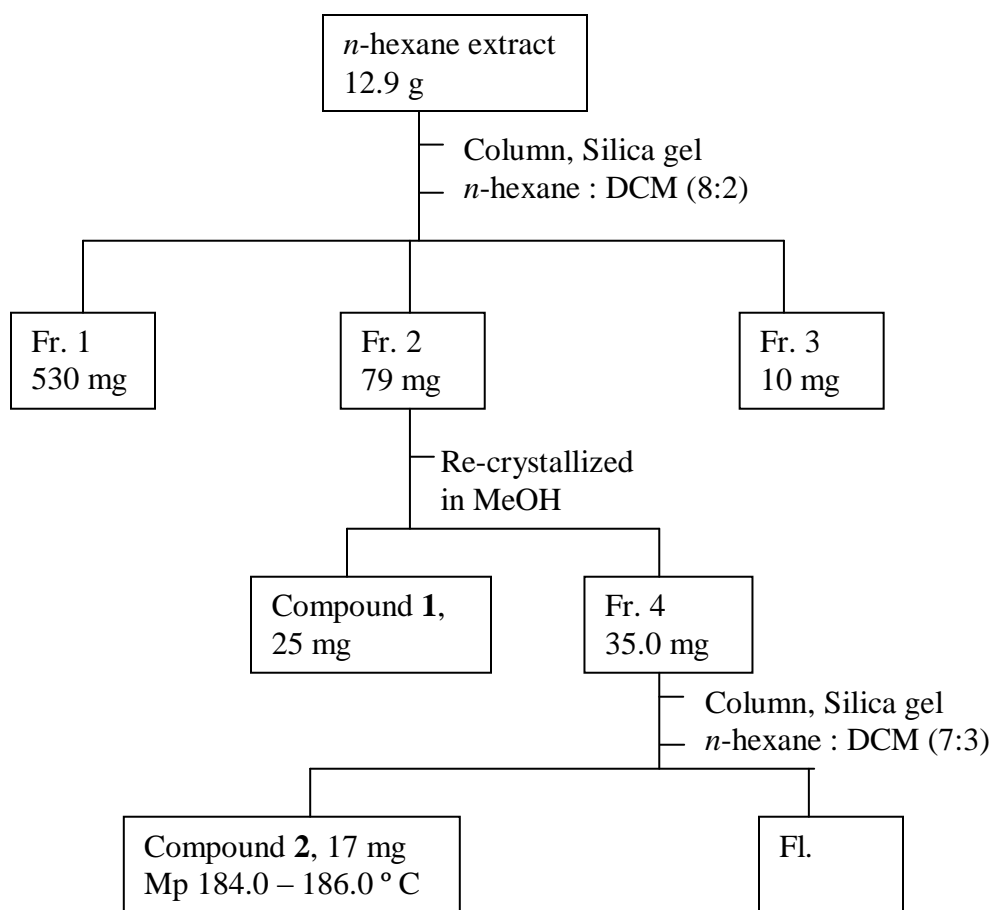 n-hexane extract
12.9 g
Column, Silica gel
n-hexane : DCM (8:2)
Fr. 1
530 mg
Fr. 2
79 mg
Fr. 3
10 mg
Re-crystallized
in MeOH
Compound 1,
25 mg
Fr. 4
35.0 mg
Column, Silica gel
n-hexane : DCM (7:3)
Compound 2, 17 mg
Mp 184.0 – 186.0 º C
Fl.